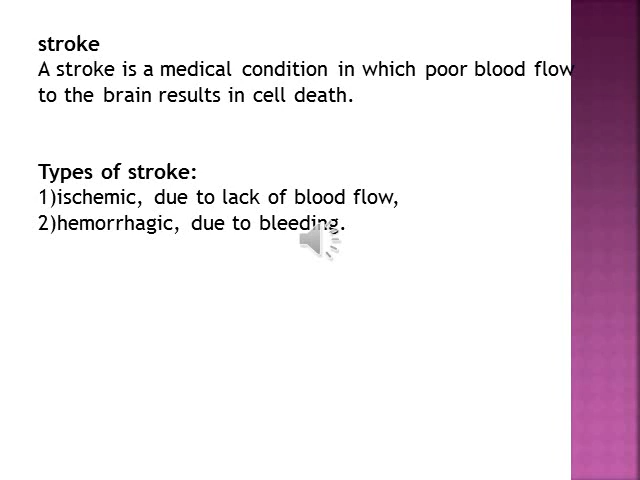 stroke
A stroke is a medical condition in which poor blood flow
to the brain results in cell death.
Types of stroke:
1)ischemic, due to lack of blood flow,
2)hemorrhagic, due to bleeding.